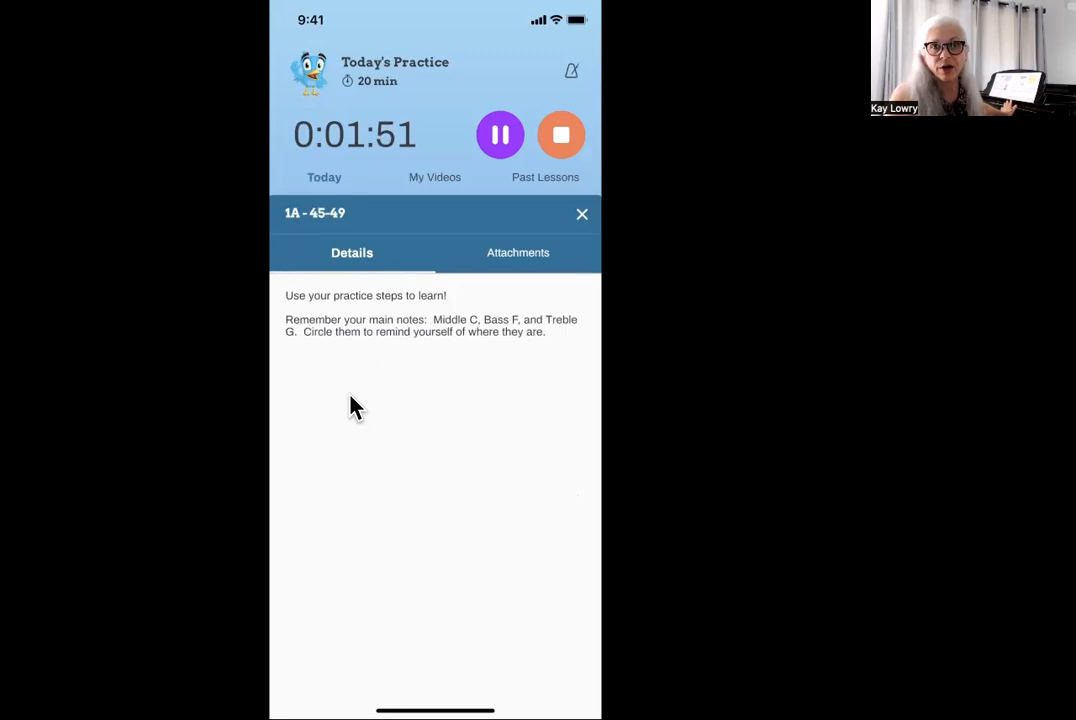 9:41
Today's Practice
20 min
0:01:51
Today
My Videos
Past Lessons
1A - 45-49
Details
Attachments
Use your practice steps to learn!
Remember your main notes:  Middle C, Bass F, and Treble
G.  Circle them to remind yourself of where they are.
Kay Lowry